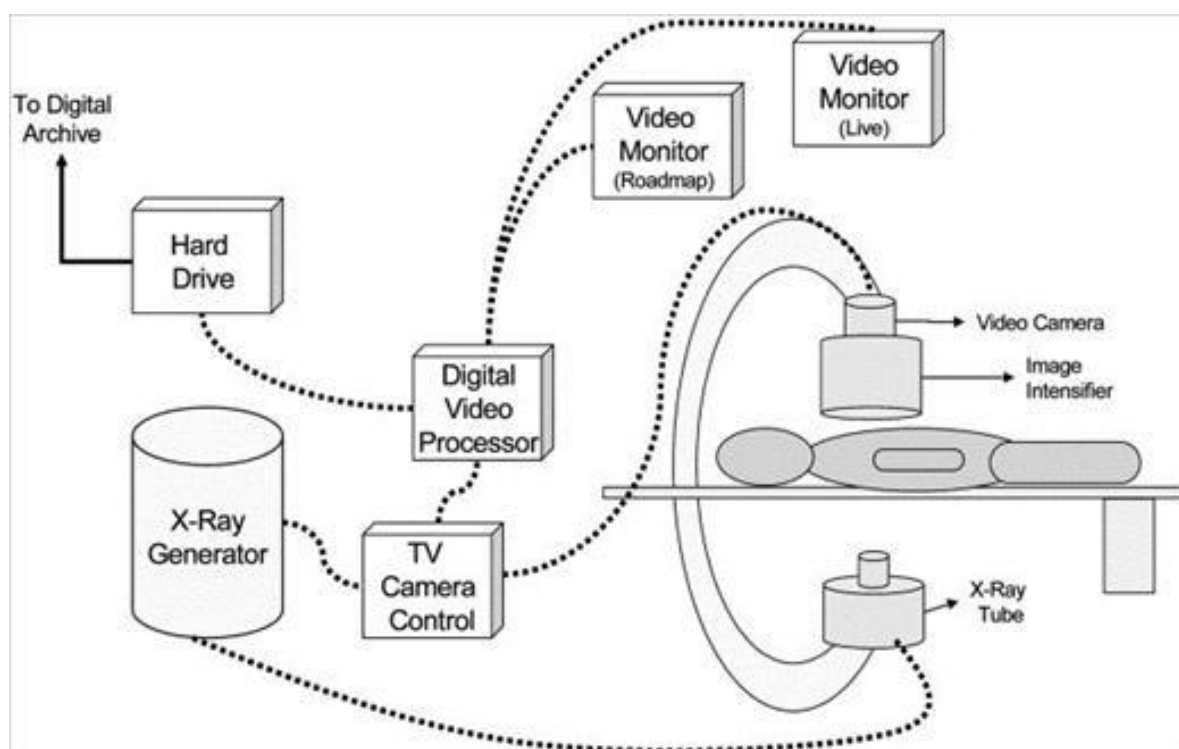 Video
Monitor
(Live)
To Digital
Archive
Video
Monitor
(Roadmap)
Hard
Drive
Video Camera
Digital
Video
Processor
Image
Intensifier
X-Ray
Generator
TV
Camera
Control
X-Ray
Tube